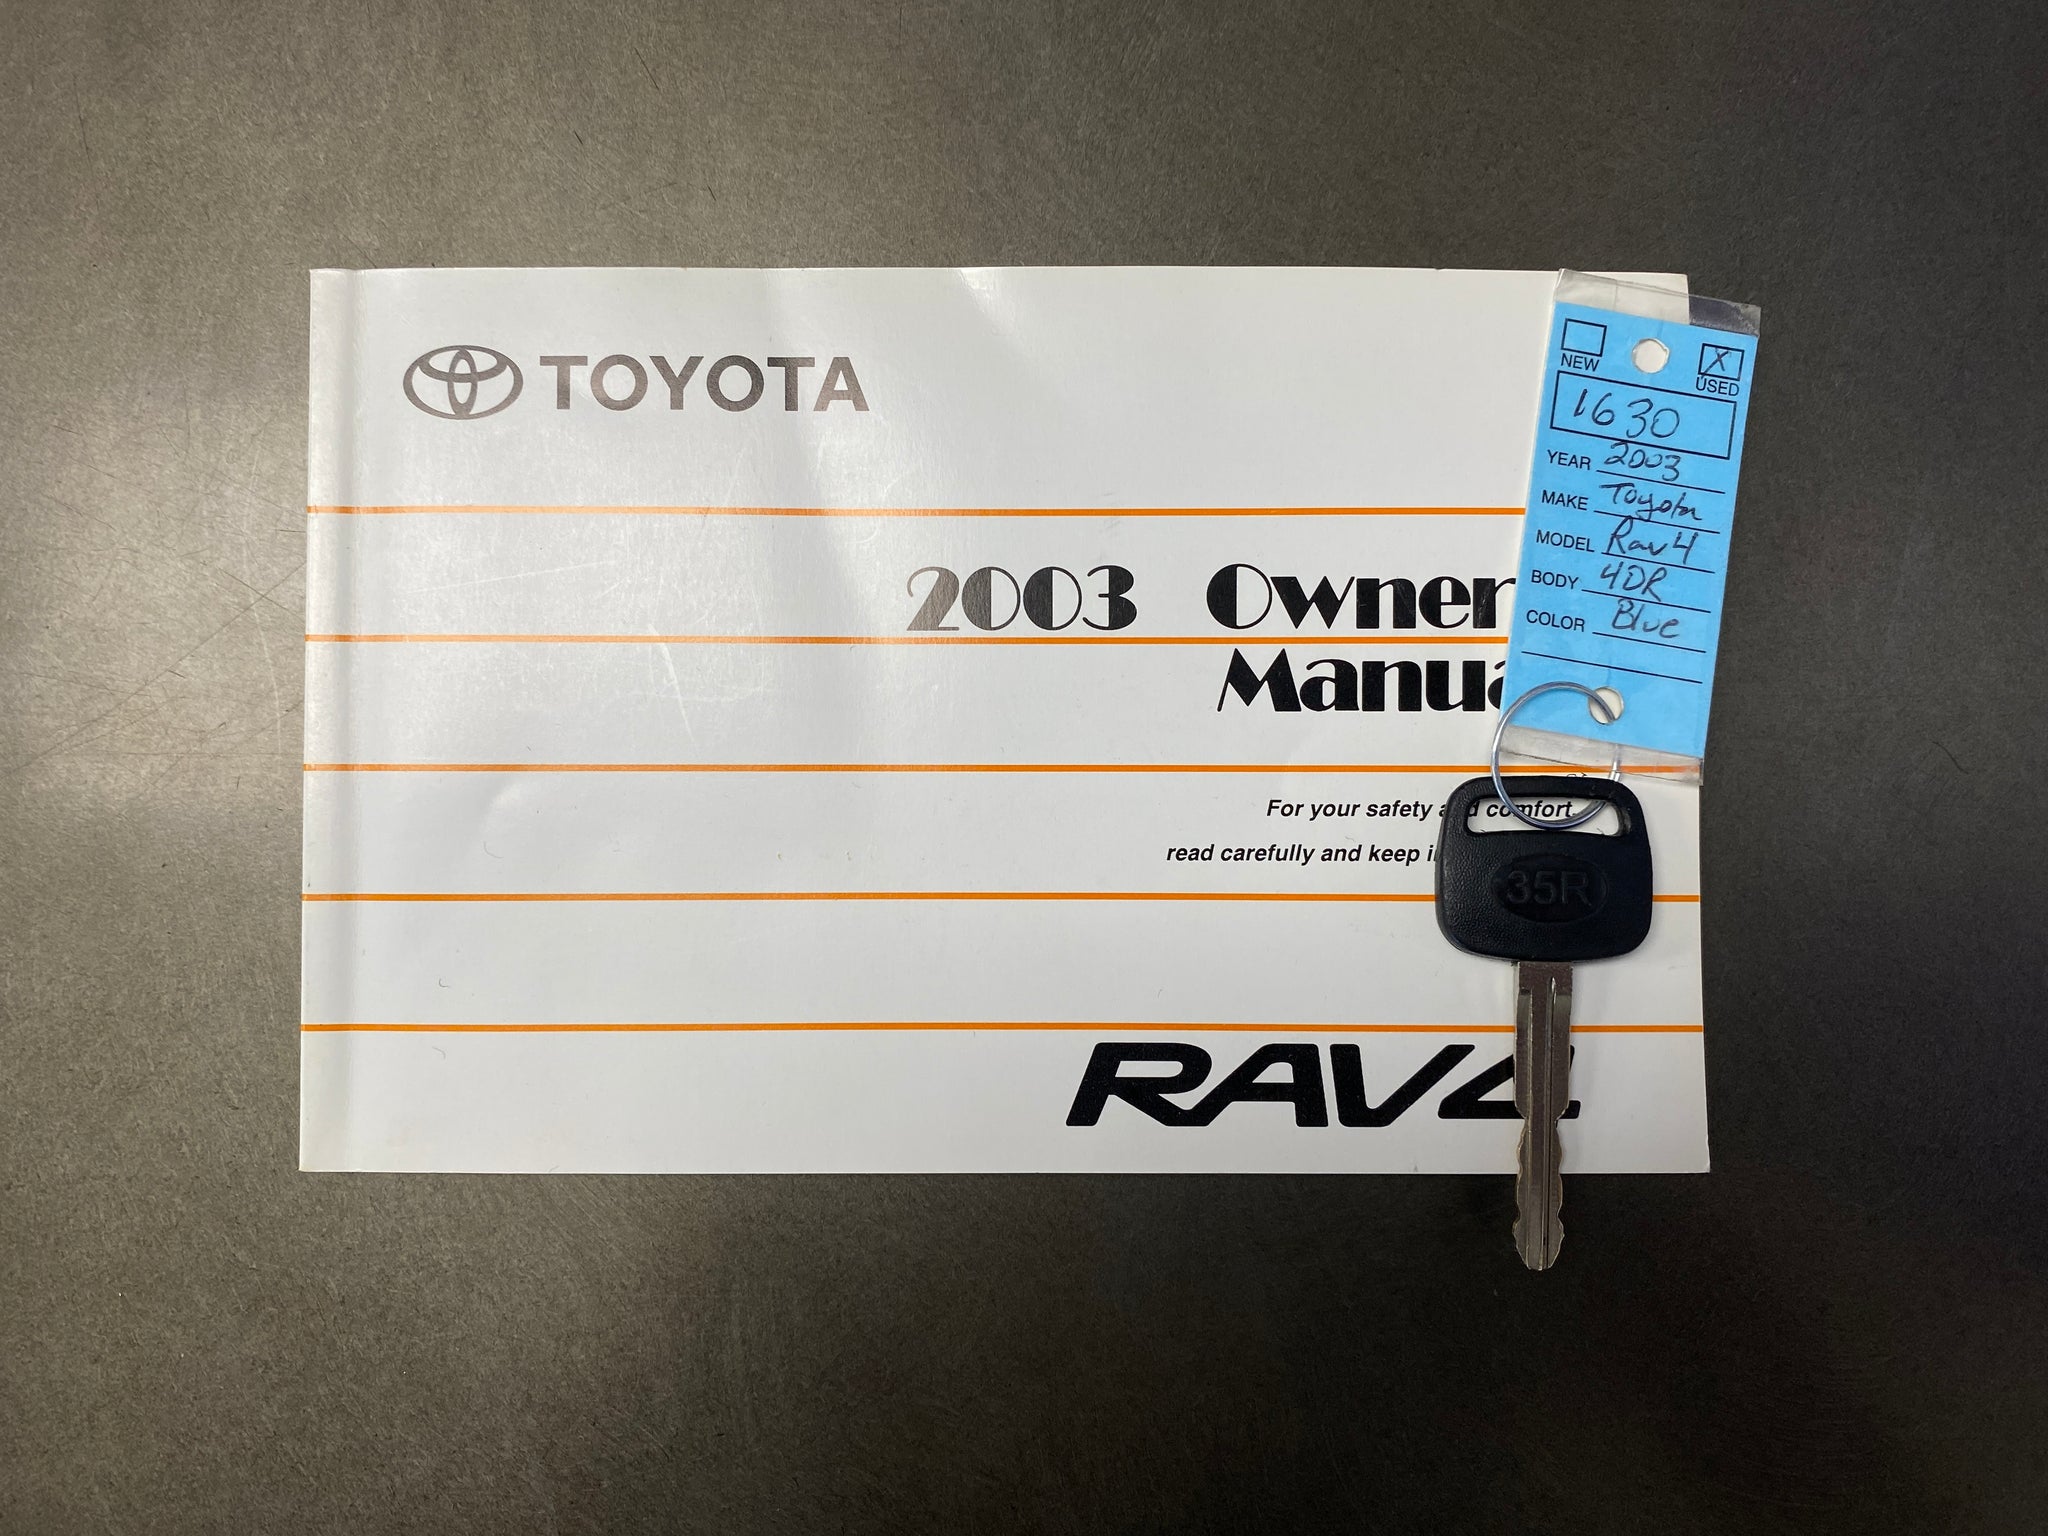 TOYOTA
2003 Owner
Manua
For your safety and comfort,
read carefully and keep i
RAV4
NEW
X
USED
1630
YEAR 2003
MAKE Toyota
MODEL Rav4
BODY 4DR
COLOR Blue
35R